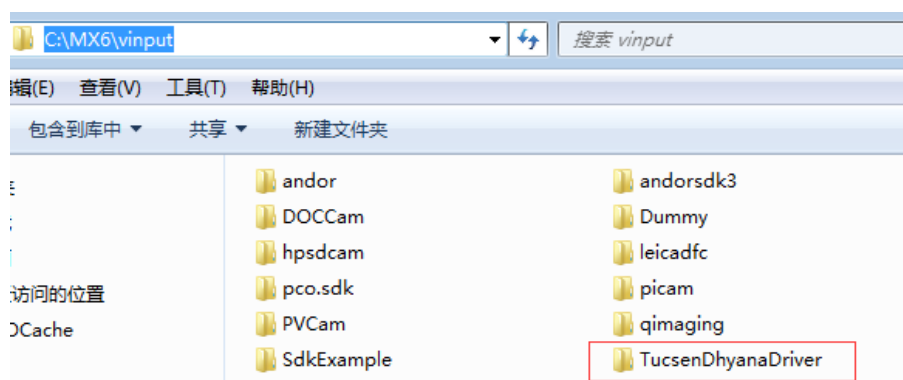 C:\MX6\vinput
搜索 vinput
编辑(E) 查看(V) 工具(T) 帮助(H)
包含到库中 共享 新建文件夹
andor andorsdk3
DOCCam Dummy
hpsdcam leicadfc
访问的位置 pco.sdk picam
OCache PVCam qimaging
SdkExample TucsenDhyanaDriver